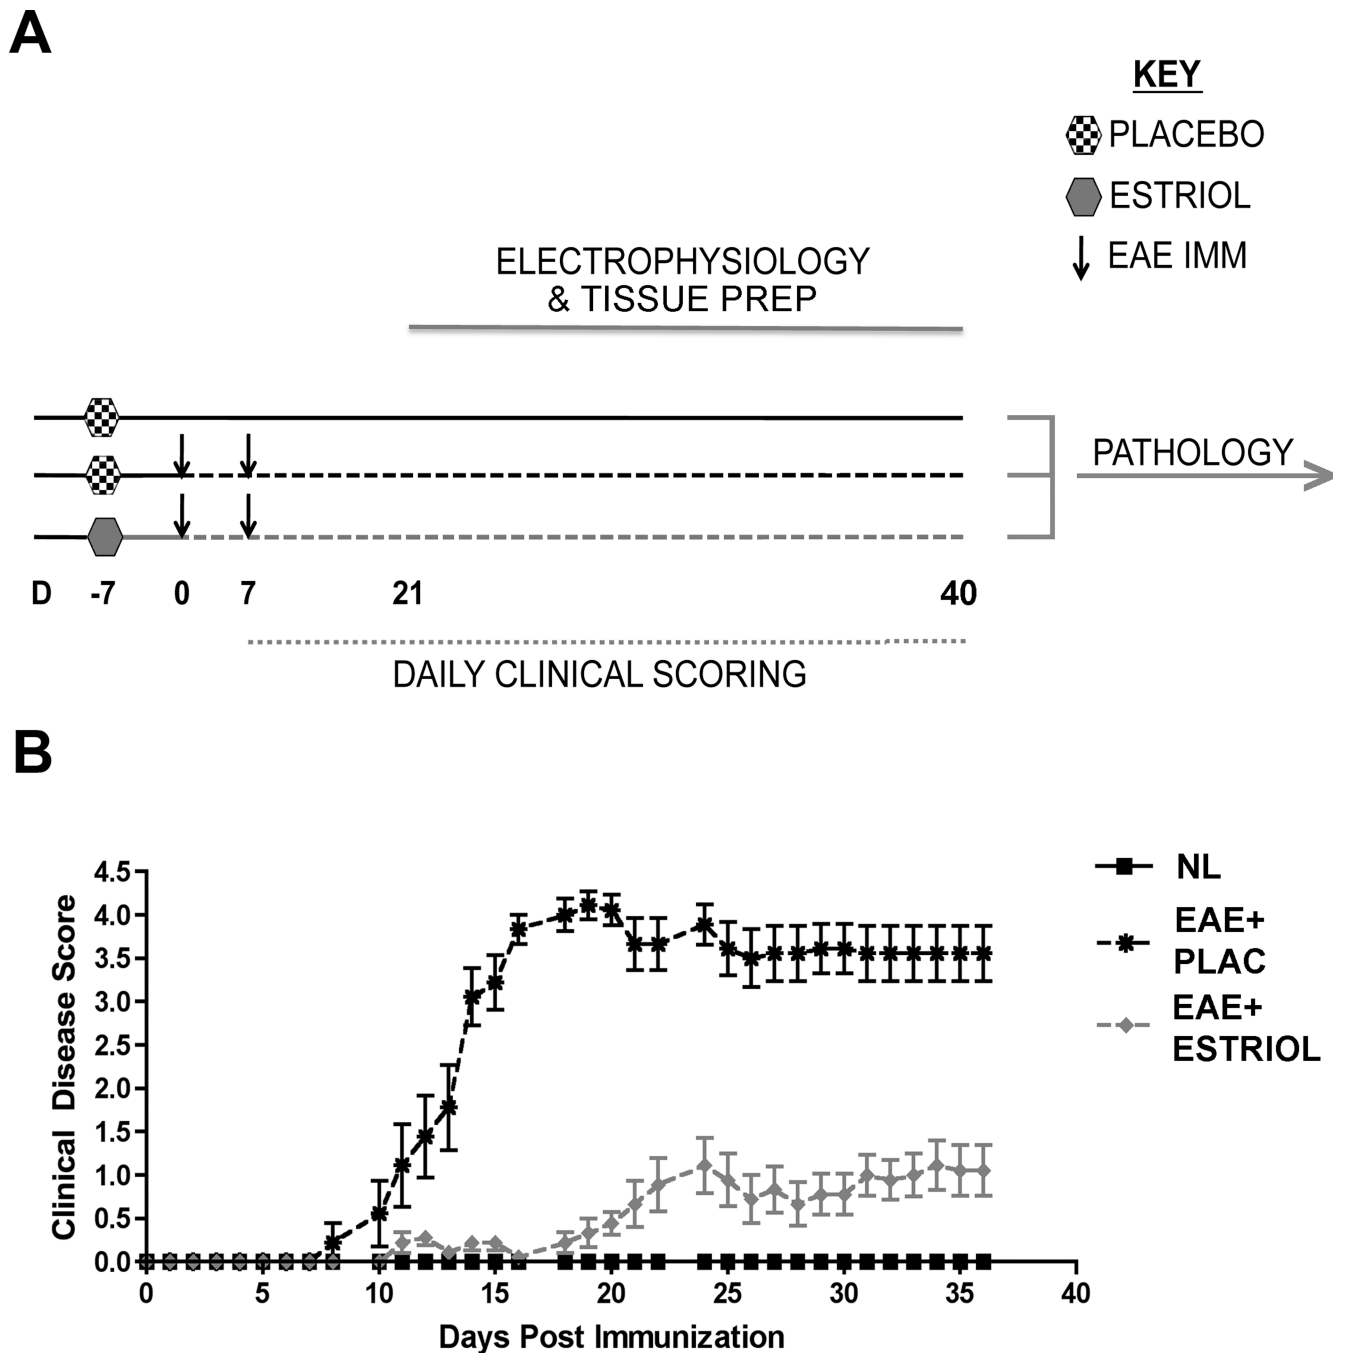 A
KEY
PLACEBO
ESTRIOL
EAE IMM
ELECTROPHYSIOLOGY
& TISSUE PREP
PATHOLOGY
D -7 0 7 21 40
DAILY CLINICAL SCORING
B
4.5
4.0
3.5
3.0
2.5
2.0
1.5
1.0
0.5
0.0
Clinical Disease Score
0 5 10 15 20 25 30 35 40
Days Post Immunization
NL
EAE+
PLAC
EAE+
ESTRIOL